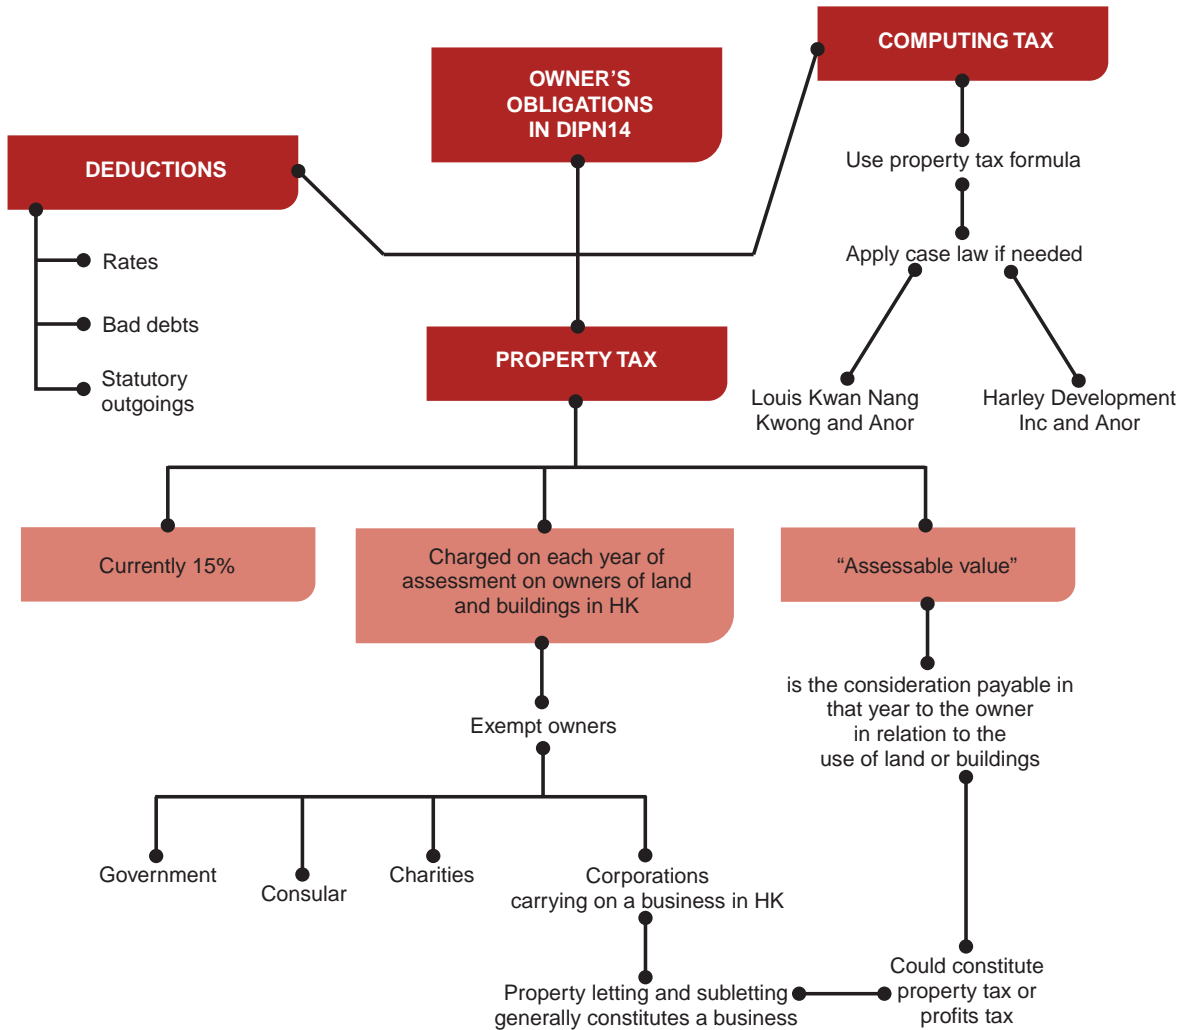 COMPUTING TAX
OWNER’S
OBLIGATIONS
IN DIPN14
DEDUCTIONS
Use property tax formula
Rates
Apply case law if needed
Bad debts
Statutory
outgoings
PROPERTY TAX
Louis Kwan Nang
Kwong and Anor
Harley Development
Inc and Anor
Currently 15%
Charged on each year of
assessment on owners of land
and buildings in HK
“Assessable value”
is the consideration payable in
that year to the owner
in relation to the
use of land or buildings
Exempt owners
Government
Consular
Charities
Corporations
carrying on a business in HK
Property letting and subletting
generally constitutes a business
Could constitute
property tax or
profits tax